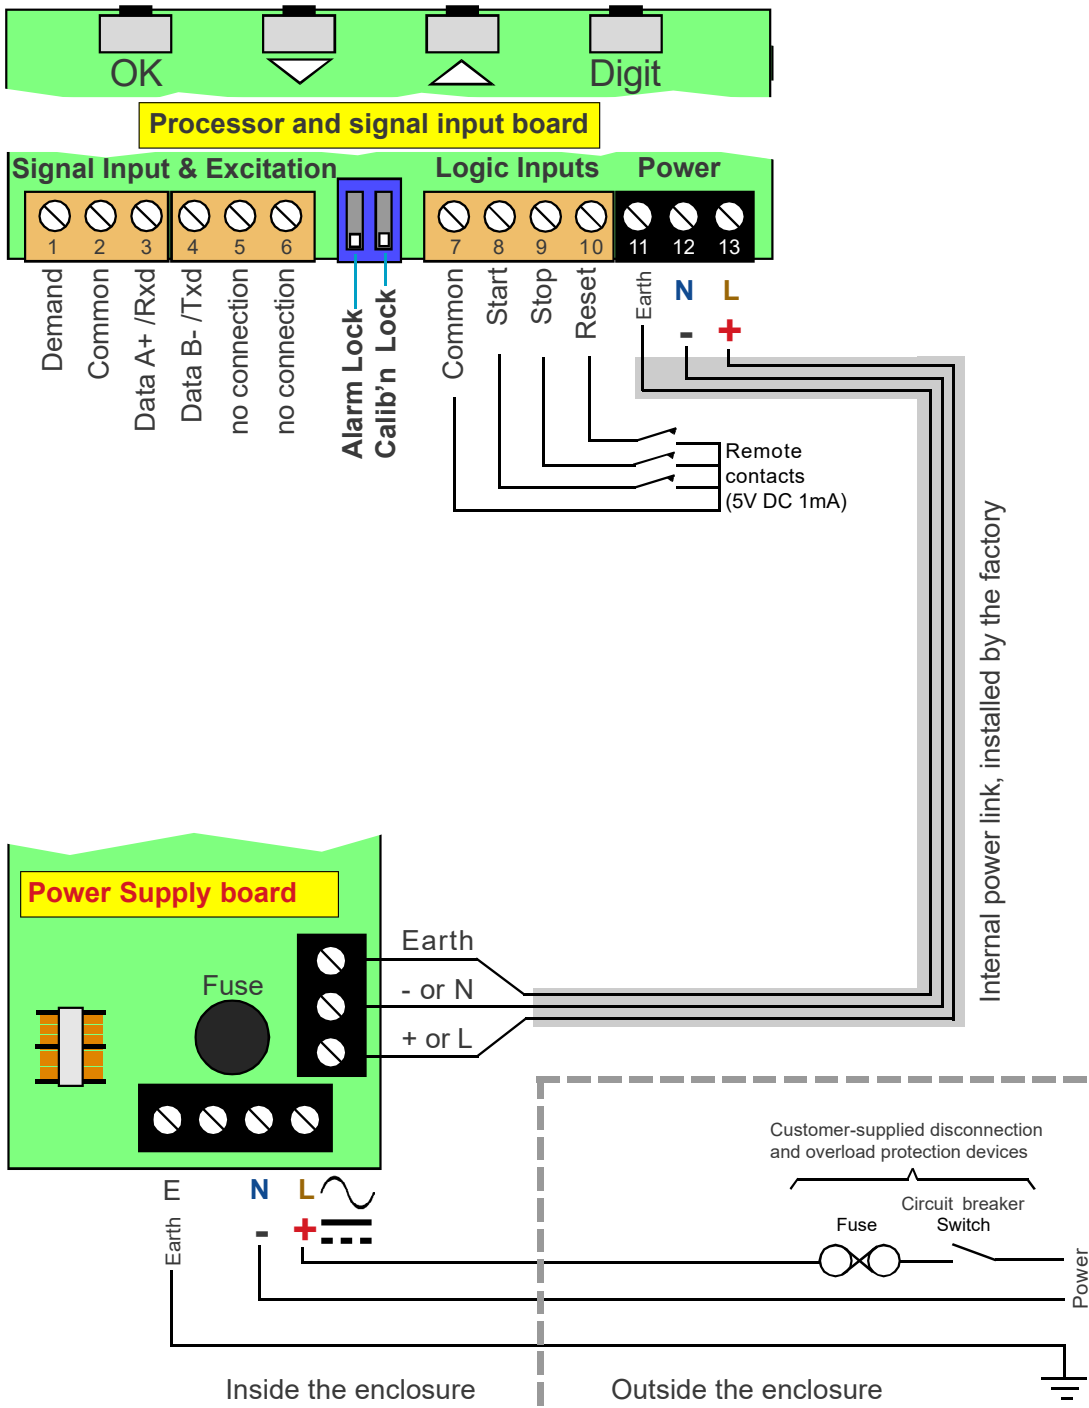 OK
Digit
Processor and signal input board
Signal Input & Excitation
Logic Inputs
Power
1
2
3
4
5
6
7
8
9
10
11
12
13
Demand
Common
Data A+ /Rxd
Data B- /Txd
no connection
no connection
Alarm Lock
Calib'n Lock
Common
Start
Stop
Reset
Earth
N
L
-
+
Remote
contacts
(5V DC 1mA)
Internal power link, installed by the factory
Power Supply board
Fuse
Earth
- or N
+ or L
E
N
L
Earth
-
+
Customer-supplied disconnection
and overload protection devices
Circuit breaker
Fuse
Switch
Power
Inside the enclosure
Outside the enclosure